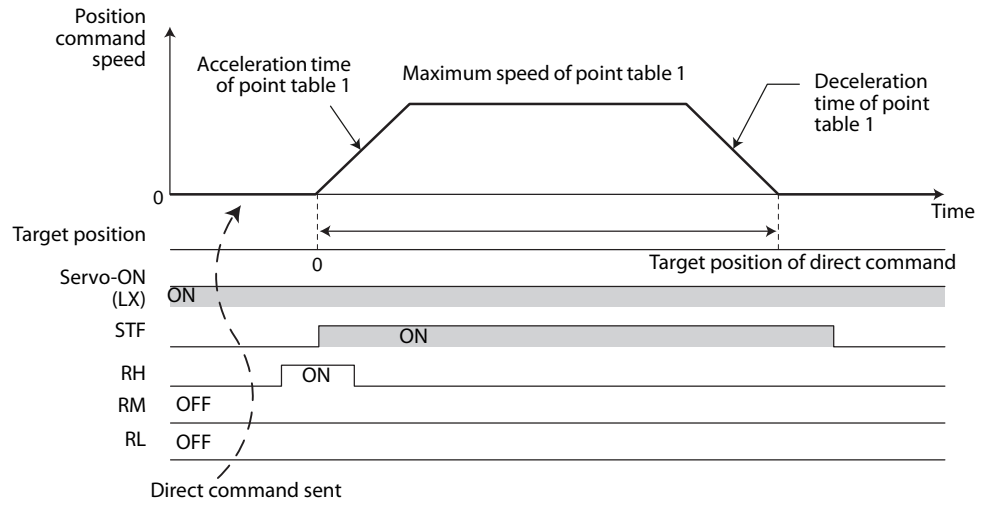 Position
command
speed
Acceleration time
of point table 1
Maximum speed of point table 1
Deceleration
time of point
table 1
0
Time
Target position
0
Target position of direct command
Servo-ON
(LX)
ON
STF
ON
RH
ON
RM
OFF
RL
OFF
Direct command sent